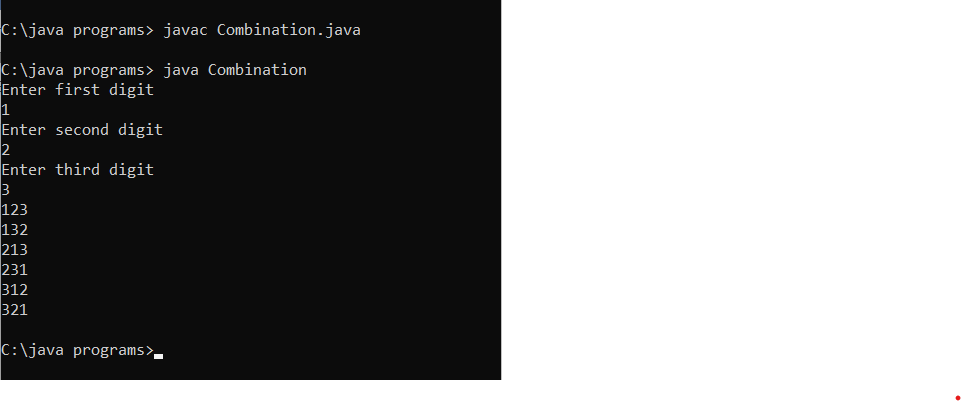 C:\java programs> javac Combination.java
C:\java programs> java Combination
Enter first digit
1
Enter second digit
2
Enter third digit
3
123
132
213
231
312
321
C:\java programs>